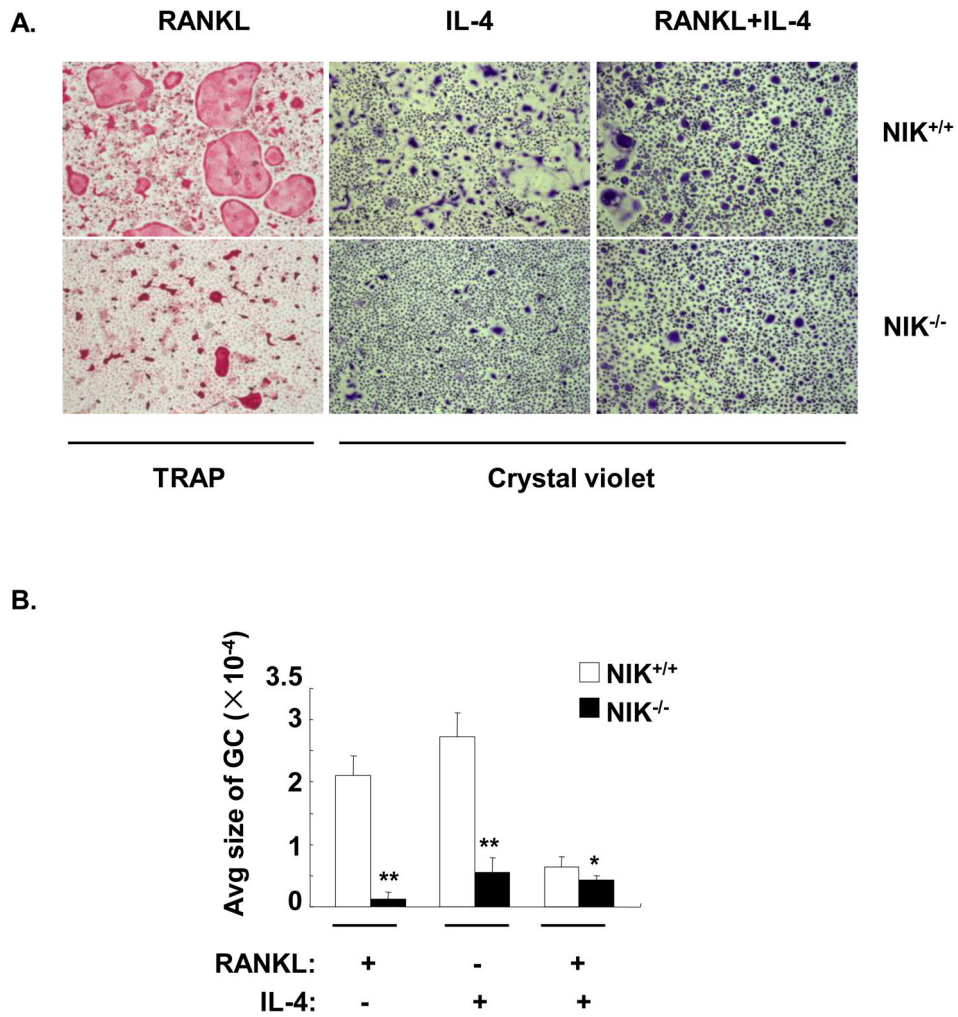 A.
RANKL IL-4 RANKL+IL-4
NIK+/+
NIK-/-
TRAP Crystal violet
B.
Avg size of GC (×10-4)
3.5
3
2
1
0
NIK+/+
NIK-/-
** ** *
RANKL: + - +
IL-4: - + +